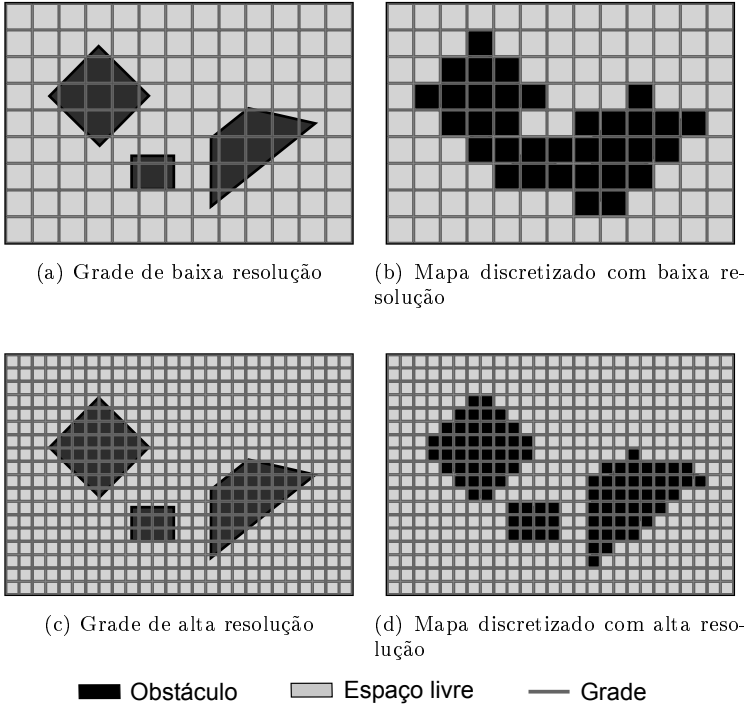 (a) Grade de baixa resolução
(b) Mapa discretizado com baixa re-
solução
(c) Grade de alta resolução
(d) Mapa discretizado com alta reso-
lução
Obstáculo
Espaço livre
Grade